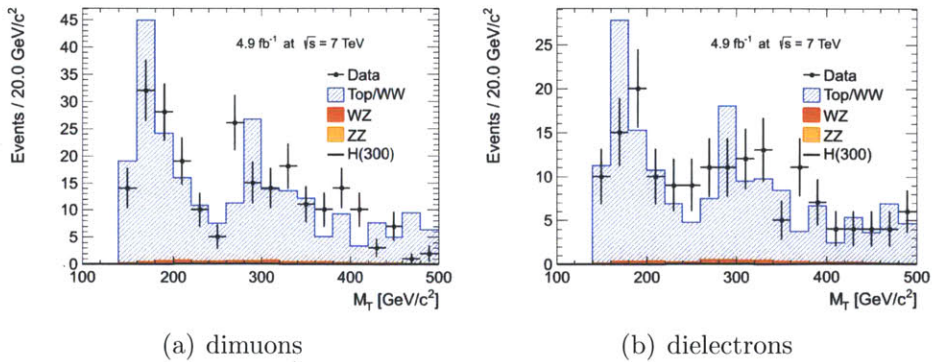 Events / 20.0 GeV/c²
45
40
35
30
25
20
15
10
5
0
4.9 fb⁻¹ at √s = 7 TeV
Data
Top/WW
WZ
ZZ
H(300)
100 200 300 400 500
M_T [GeV/c²]
(a) dimuons
Events / 20.0 GeV/c²
25
20
15
10
5
0
4.9 fb⁻¹ at √s = 7 TeV
Data
Top/WW
WZ
ZZ
H(300)
100 200 300 400 500
M_T [GeV/c²]
(b) dielectrons